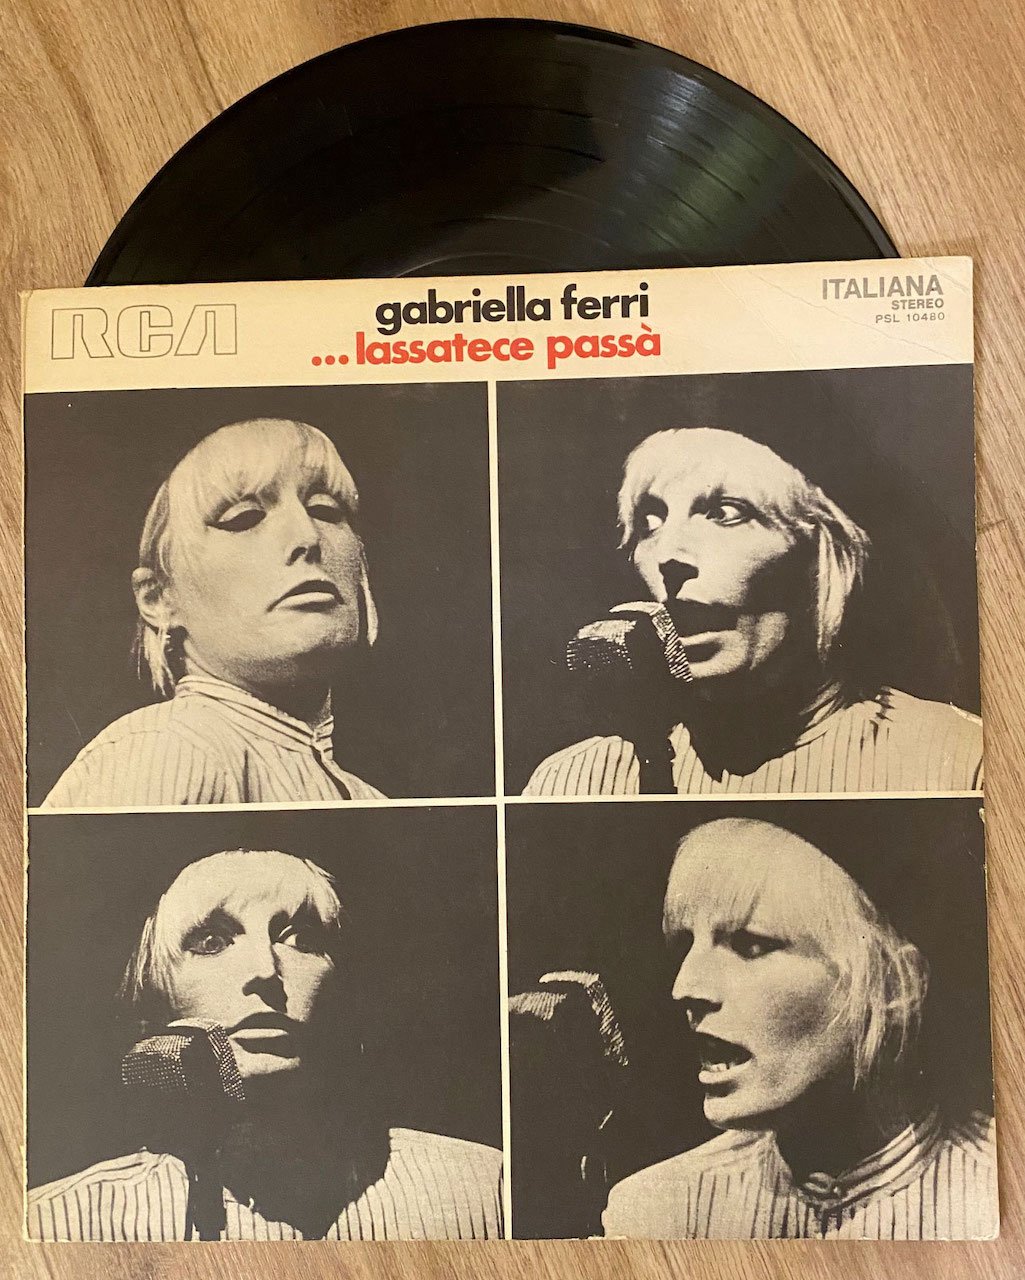 RCA
gabriella ferri
...lassatece passà
ITALIANA
STEREO
PSL 10480